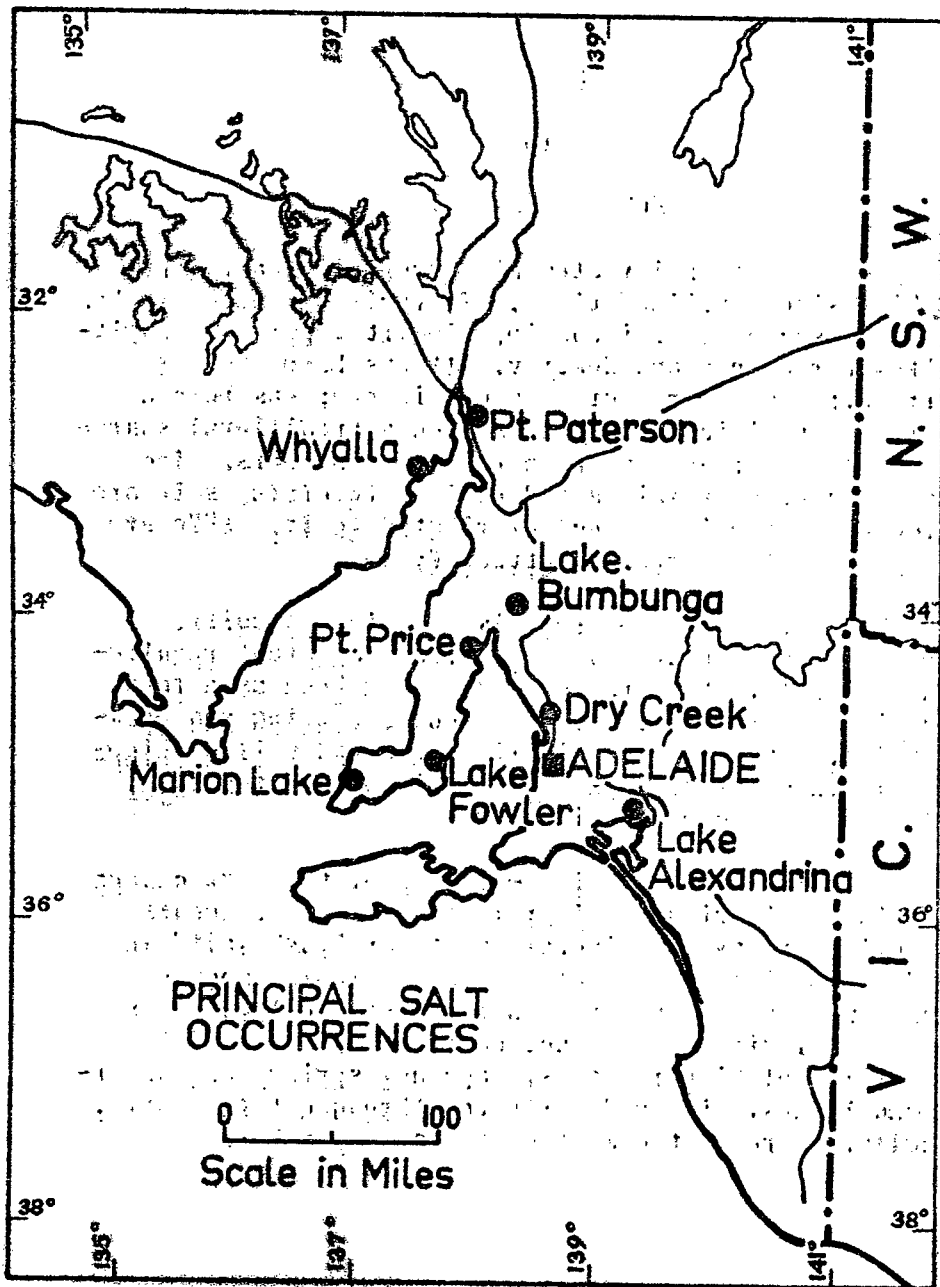 135°
137°
139°
141°
32°
N. S. W.
Pt. Paterson
Whyalla
Lake.
Bumbunga
34°
34°
Pt. Price
Dry Creek
ADELAIDE
Marion Lake
Lake
Fowler
Lake
Alexandrina
36°
36°
V I C.
PRINCIPAL SALT
OCCURRENCES
0 100
Scale in Miles
38°
38°
135°
137°
139°
141°